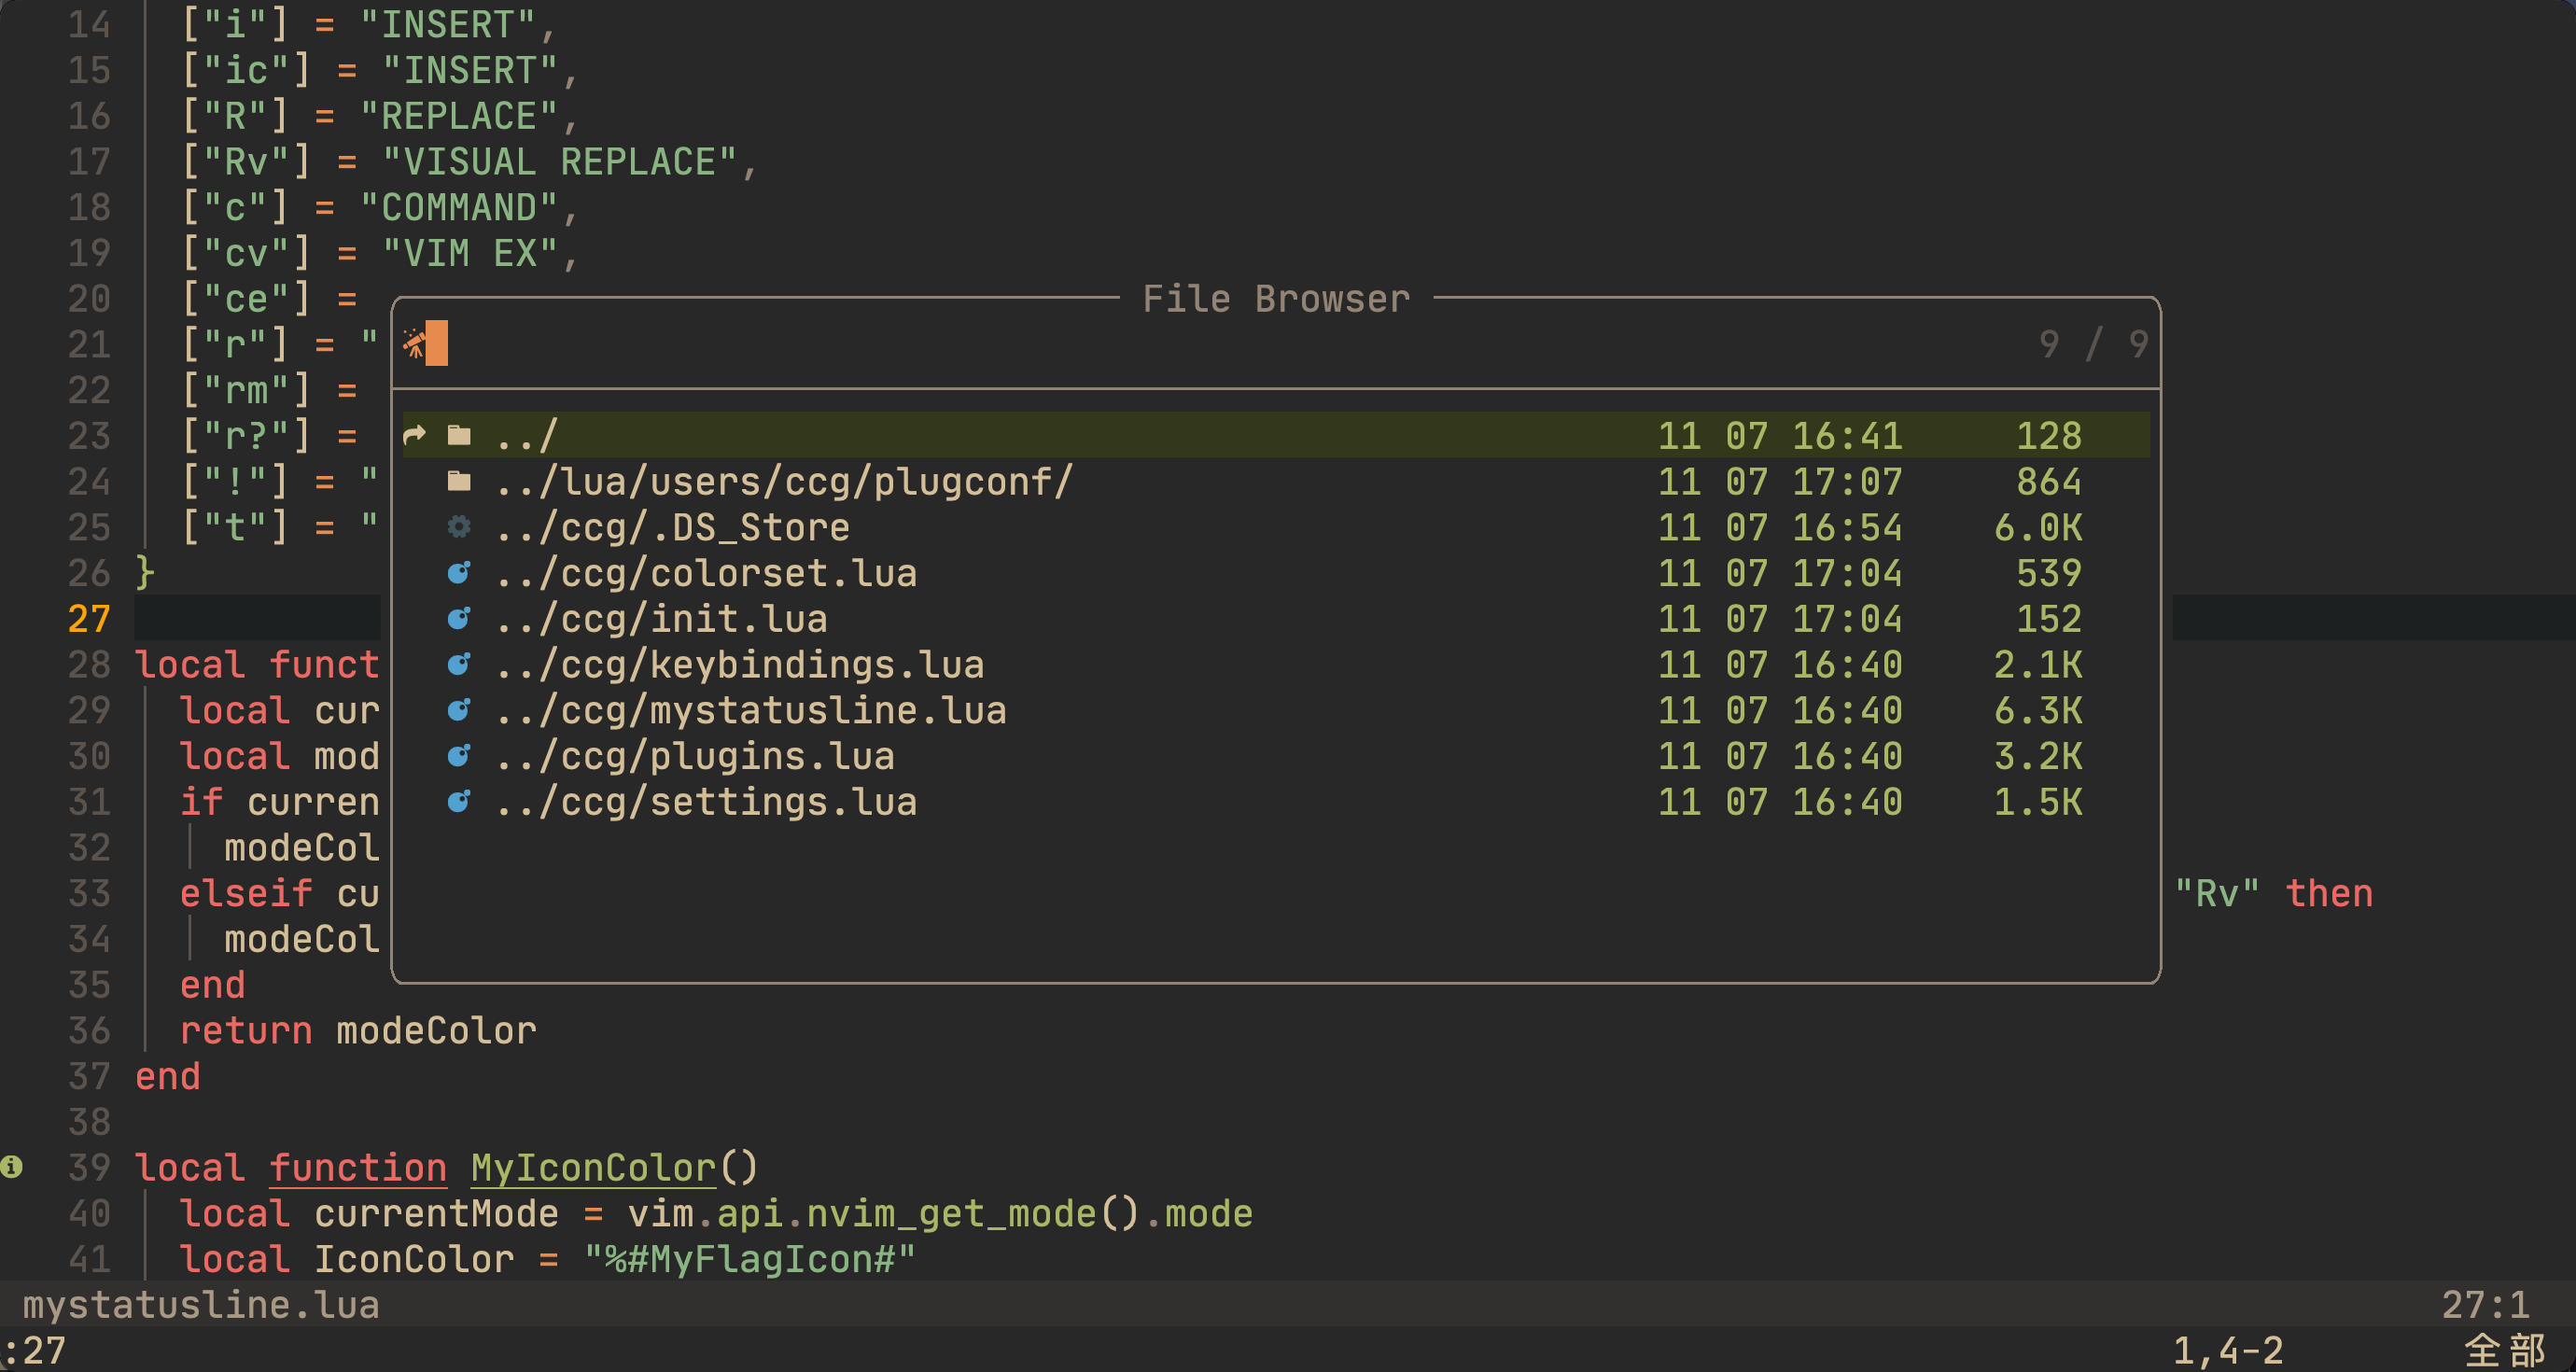 14 ["i"] = "INSERT",
15 ["ic"] = "INSERT",
16 ["R"] = "REPLACE",
17 ["Rv"] = "VISUAL REPLACE",
18 ["c"] = "COMMAND",
19 ["cv"] = "VIM EX",
20 ["ce"] =
File Browser
21 ["r"] = "
9 / 9
22 ["rm"] =
23 ["r?"] =
../ 11 07 16:41 128
24 ["!"] = "
../lua/users/ccg/plugconf/ 11 07 17:07 864
25 ["t"] = "
../ccg/.DS_Store 11 07 16:54 6.0K
26 }
../ccg/colorset.lua 11 07 17:04 539
27
../ccg/init.lua 11 07 17:04 152
28 local funct
../ccg/keybindings.lua 11 07 16:40 2.1K
29 local cur
../ccg/mystatusline.lua 11 07 16:40 6.3K
30 local mod
../ccg/plugins.lua 11 07 16:40 3.2K
31 if curren
../ccg/settings.lua 11 07 16:40 1.5K
32 modeCol
33 elseif cu
"Rv" then
34 modeCol
35 end
36 return modeColor
37 end
38
39 local function MyIconColor()
40 local currentMode = vim.api.nvim_get_mode().mode
41 local IconColor = "%#MyFlagIcon#"
mystatusline.lua 27:1
:27 1,4-2 全部